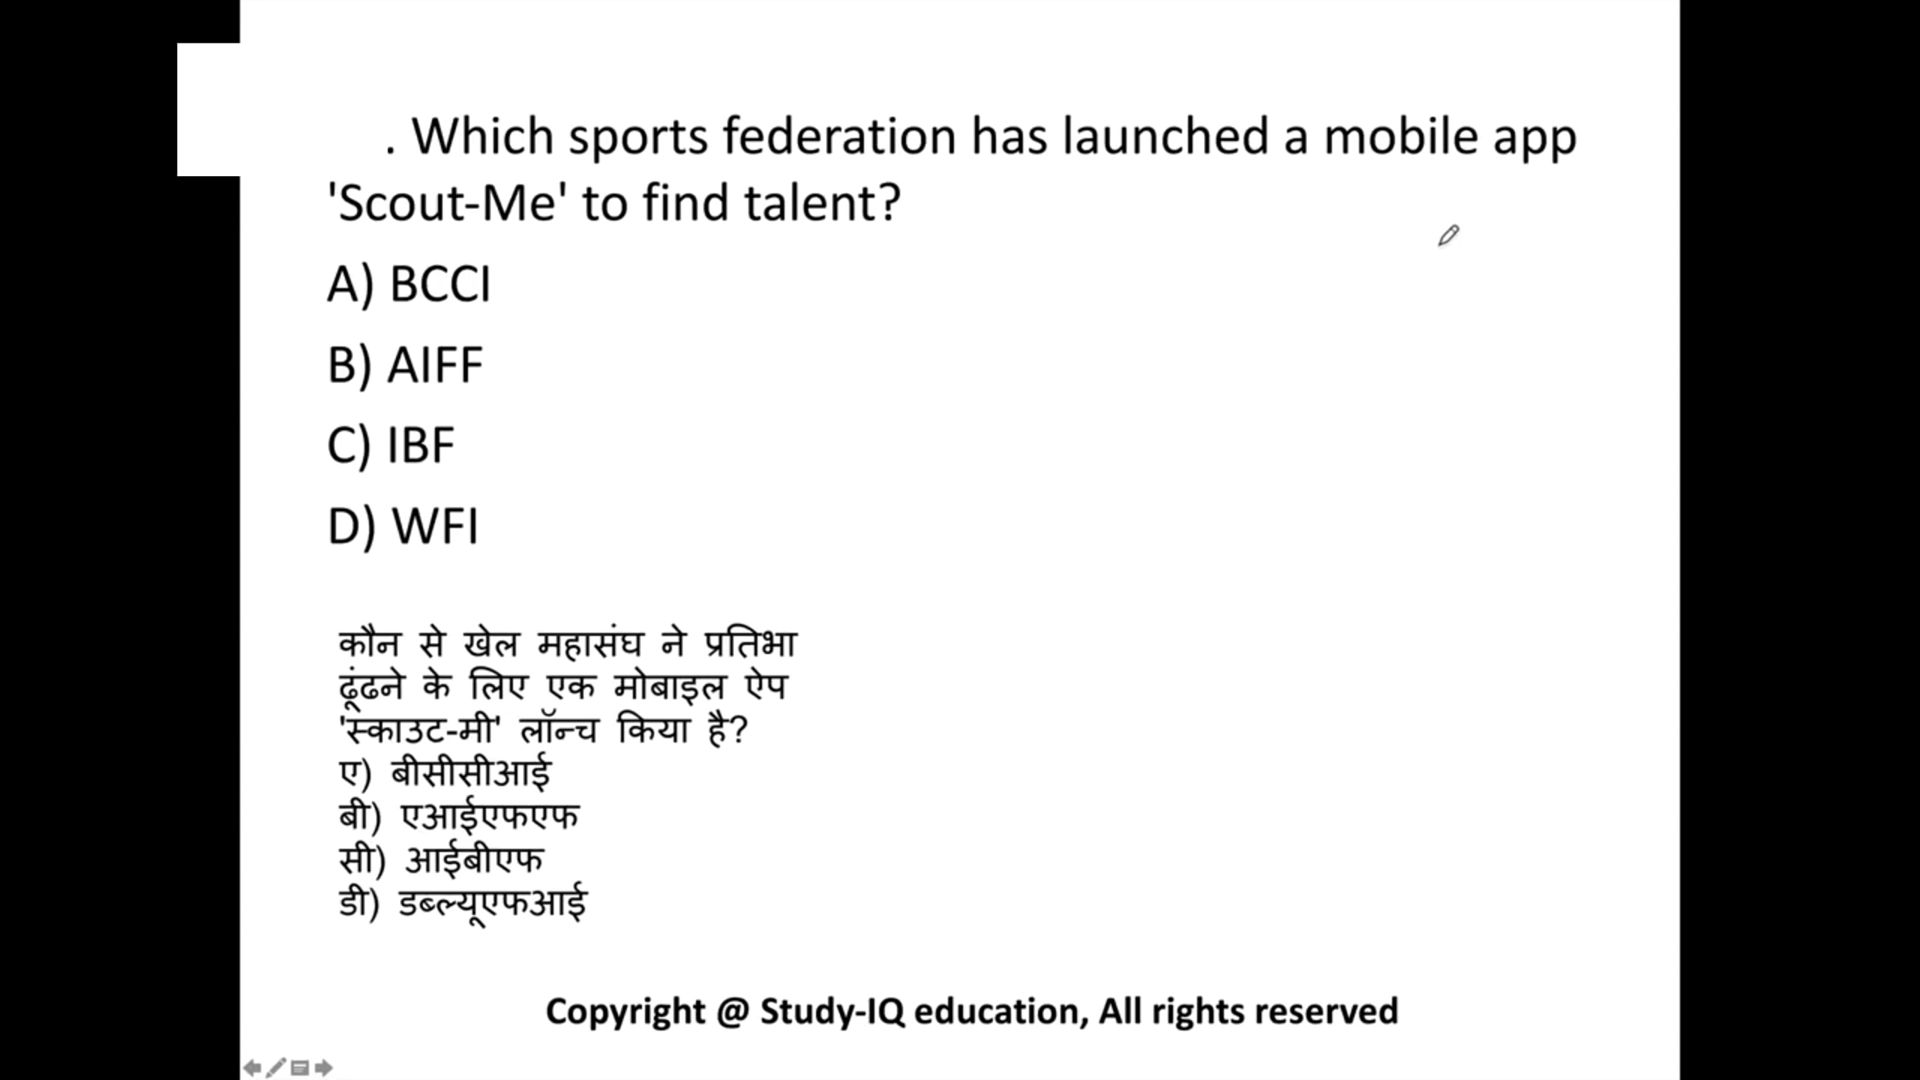 . Which sports federation has launched a mobile app
'Scout-Me' to find talent?
A) BCCI
B) AIFF
C) IBF
D) WFI
कौन से खेल महासंघ ने प्रतिभा
ढूंढने के लिए एक मोबाइल ऐप
'स्काउट-मी' लॉन्च किया है?
ए) बीसीसीआई
बी) एआईएफएफ
सी) आईबीएफ
डी) डब्ल्यूएफआई
Copyright @ Study-IQ education, All rights reserved